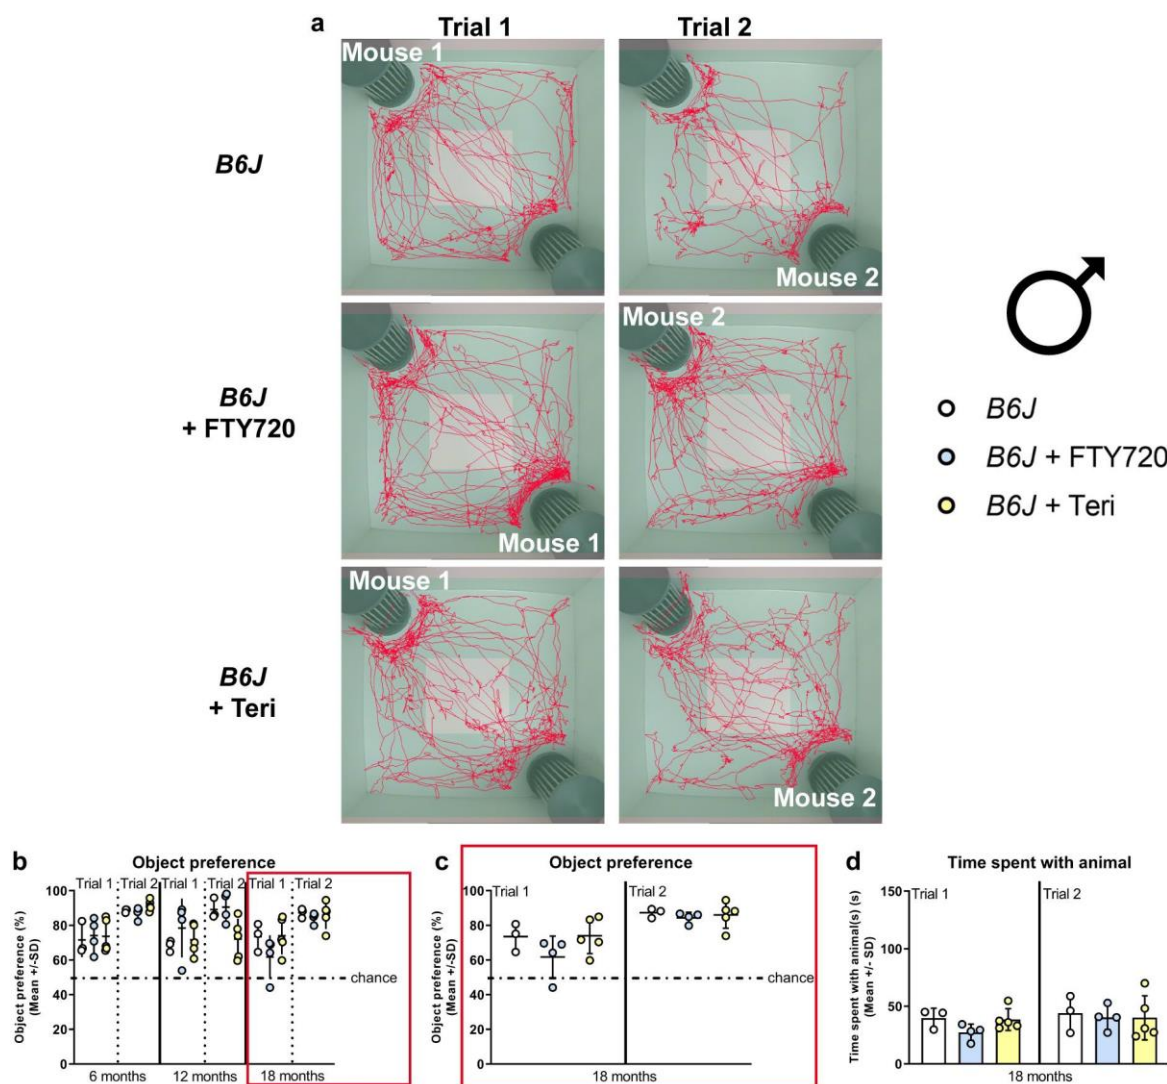 a
Trial 1
Trial 2
B6J
Mouse 1
Mouse 2
B6J
+ FTY720
Mouse 1
Mouse 2
B6J
+ Teri
Mouse 1
Mouse 2
B6J
B6J + FTY720
B6J + Teri
b
Object preference
Object preference (%)
(Mean +/-SD)
100
80
60
40
20
0
Trial 1
Trial 2
Trial 1
Trial 2
Trial 1
Trial 2
chance
6 months
12 months
18 months
c
Object preference
Object preference (%)
(Mean +/-SD)
100
80
60
40
20
0
Trial 1
Trial 2
chance
18 months
d
Time spent with animal
Time spent with animal(s) (s)
(Mean +/- SD)
150
100
50
0
Trial 1
Trial 2
18 months